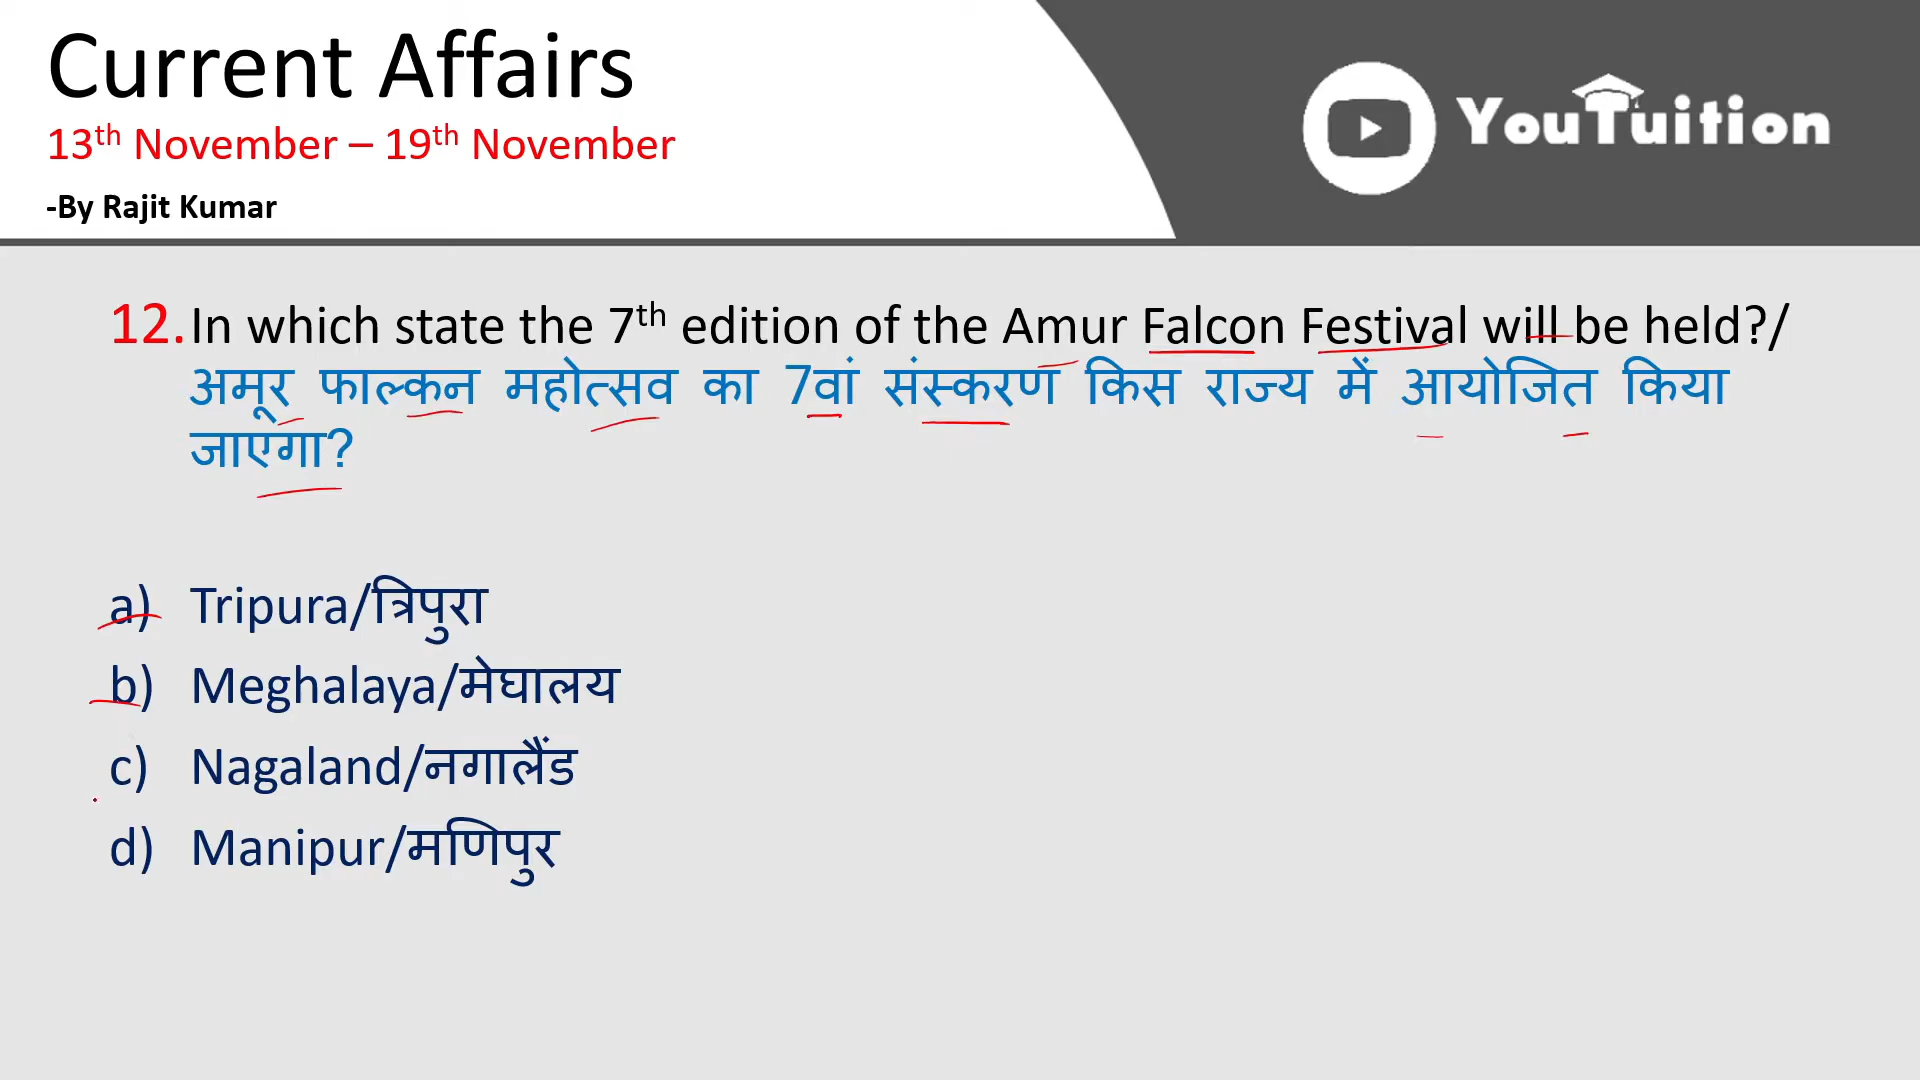 Current Affairs
13th November – 19th November
-By Rajit Kumar
YouTuition
12. In which state the 7th edition of the Amur Falcon Festival will be held?/
अमूर फाल्कन महोत्सव का 7वां संस्करण किस राज्य में आयोजित किया
जाएगा?
a) Tripura/त्रिपुरा
b) Meghalaya/मेघालय
c) Nagaland/नगालैंड
d) Manipur/मणिपुर